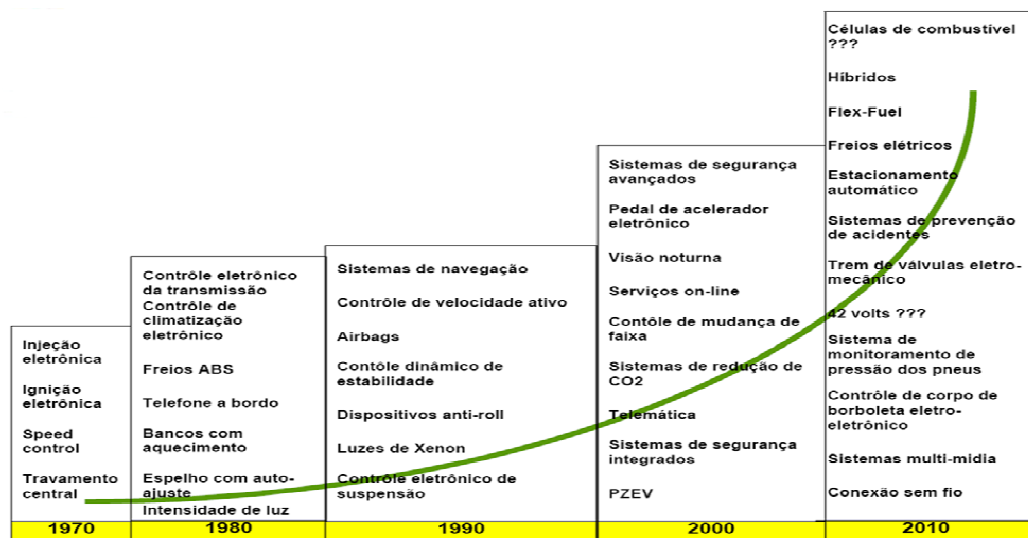 Injeção
eletrônica
Ignição
eletrônica
Speed
control
Travamento
central
1970
Contrôle eletrônico
da transmissão
Contrôle de
climatização
eletrônico
Freios ABS
Telefone a bordo
Bancos com
aquecimento
Espelho com auto-
ajuste
Intensidade de luz
1980
Sistemas de navegação
Contrôle de velocidade ativo
Airbags
Contôle dinâmico de
estabilidade
Dispositivos anti-roll
Luzes de Xenon
Contrôle eletrônico de
suspensão
1990
Sistemas de segurança
avançados
Pedal de acelerador
eletrônico
Visão noturna
Serviços on-line
Contôle de mudança de
faixa
Sistemas de redução de
CO2
Telemática
Sistemas de segurança
integrados
PZEV
2000
Células de combustível
???
Híbridos
Flex-Fuel
Freios elétricos
Estacionamento
automático
Sistemas de prevenção
de acidentes
Trem de válvulas eletro-
mecânico
42 volts ???
Sistema de
monitoramento de
pressão dos pneus
Contrôle de corpo de
borboleta eletro-
eletrônico
Sistemas multi-midia
Conexão sem fio
2010